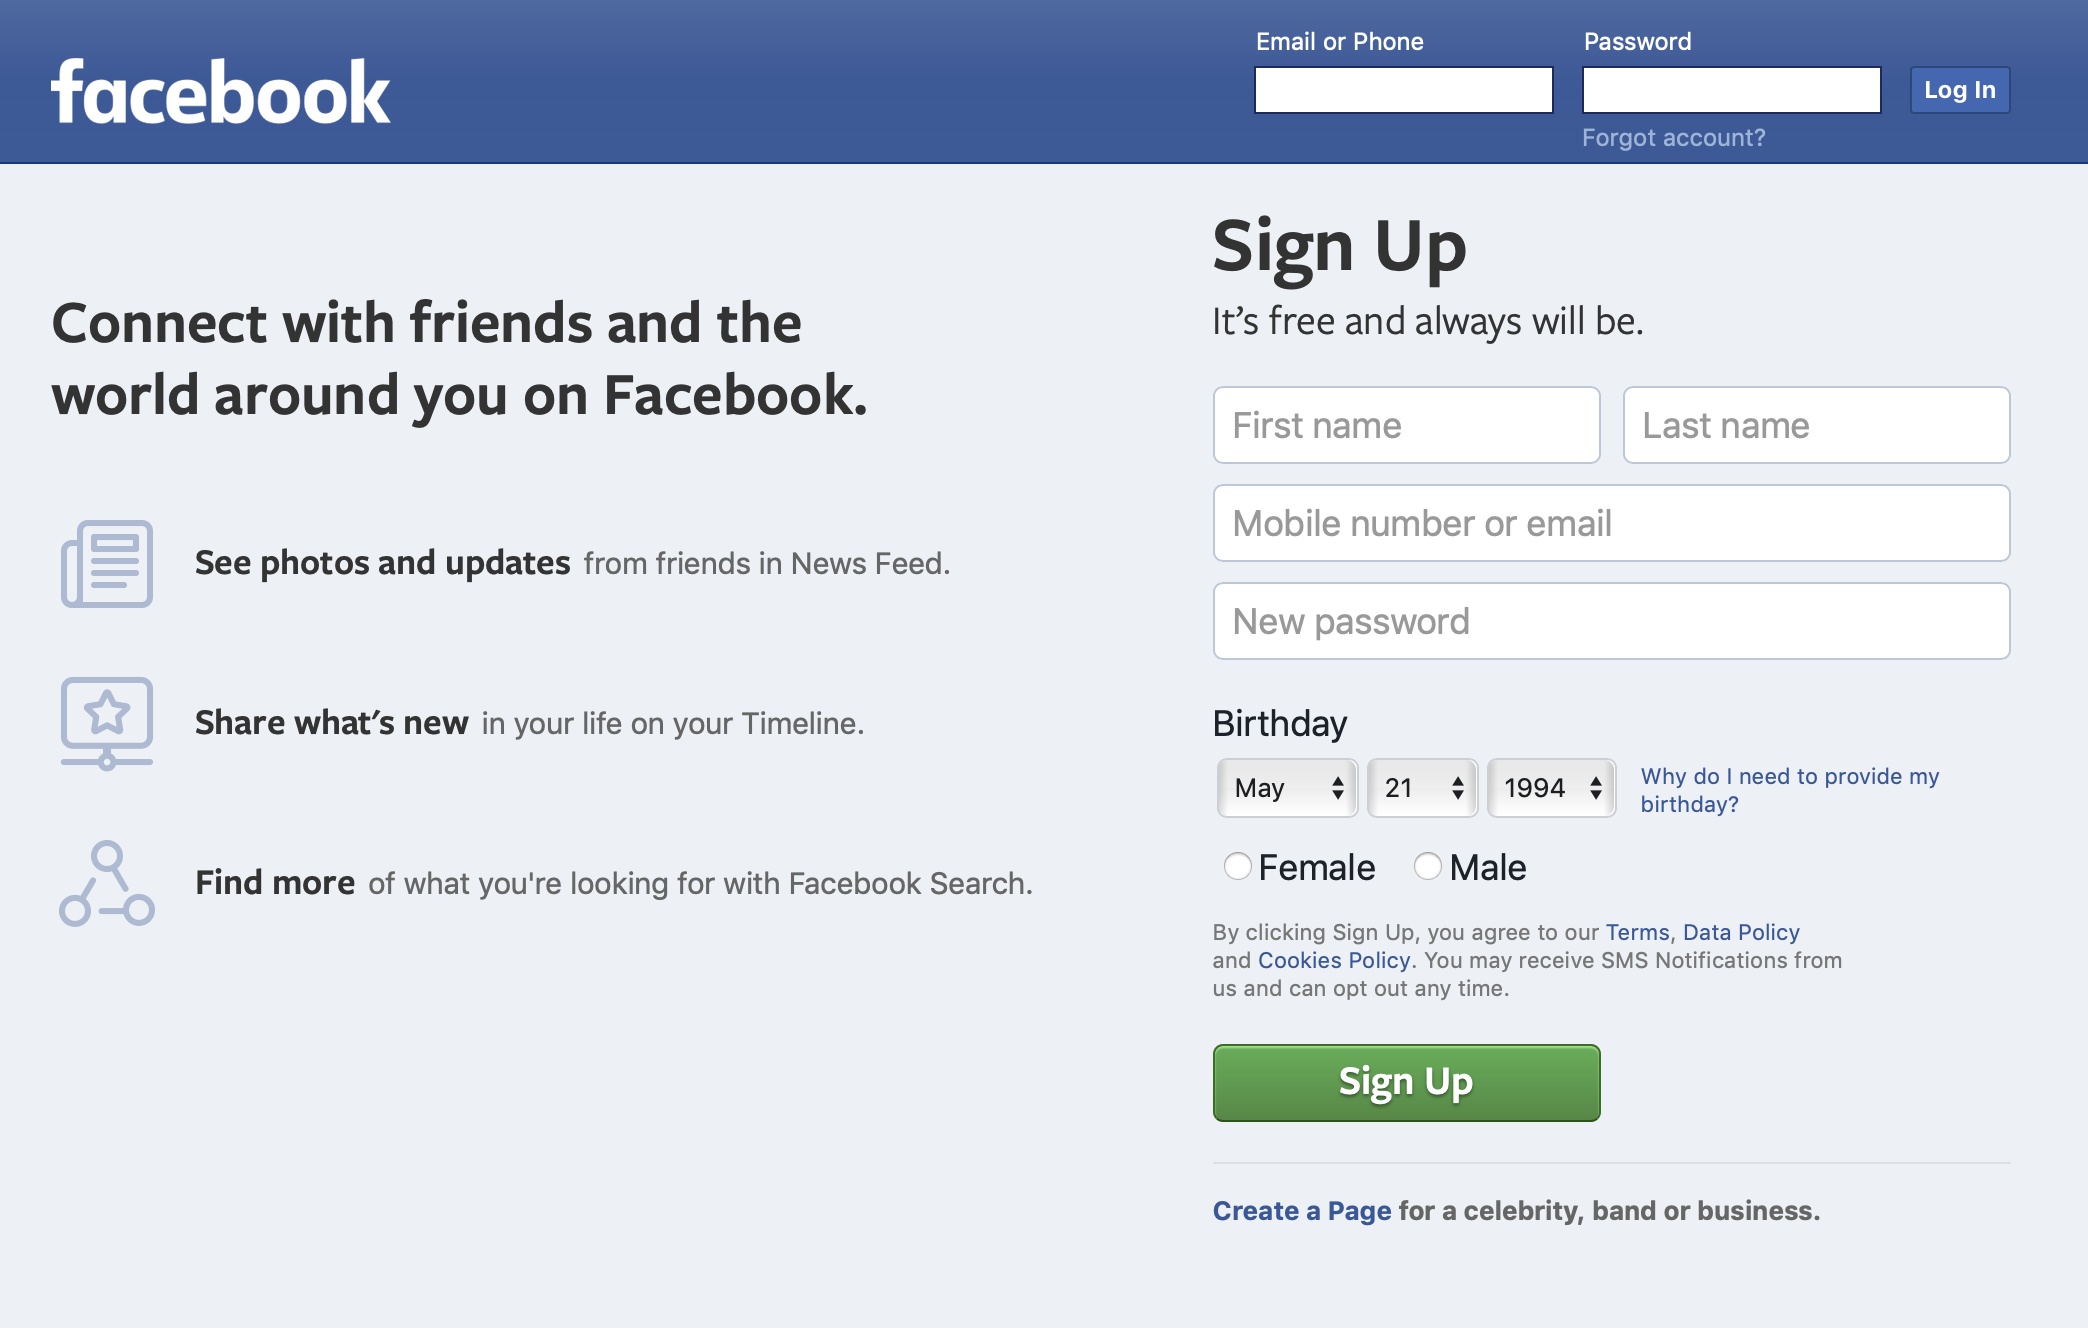 facebook
Email or Phone
Password
Log In
Forgot account?
Connect with friends and the
world around you on Facebook.
See photos and updates from friends in News Feed.
Share what's new in your life on your Timeline.
Find more of what you're looking for with Facebook Search.
Sign Up
It's free and always will be.
First name
Last name
Mobile number or email
New password
Birthday
May
21
1994
Why do I need to provide my
birthday?
Female
Male
By clicking Sign Up, you agree to our Terms, Data Policy
and Cookies Policy. You may receive SMS Notifications from
us and can opt out any time.
Sign Up
Create a Page for a celebrity, band or business.